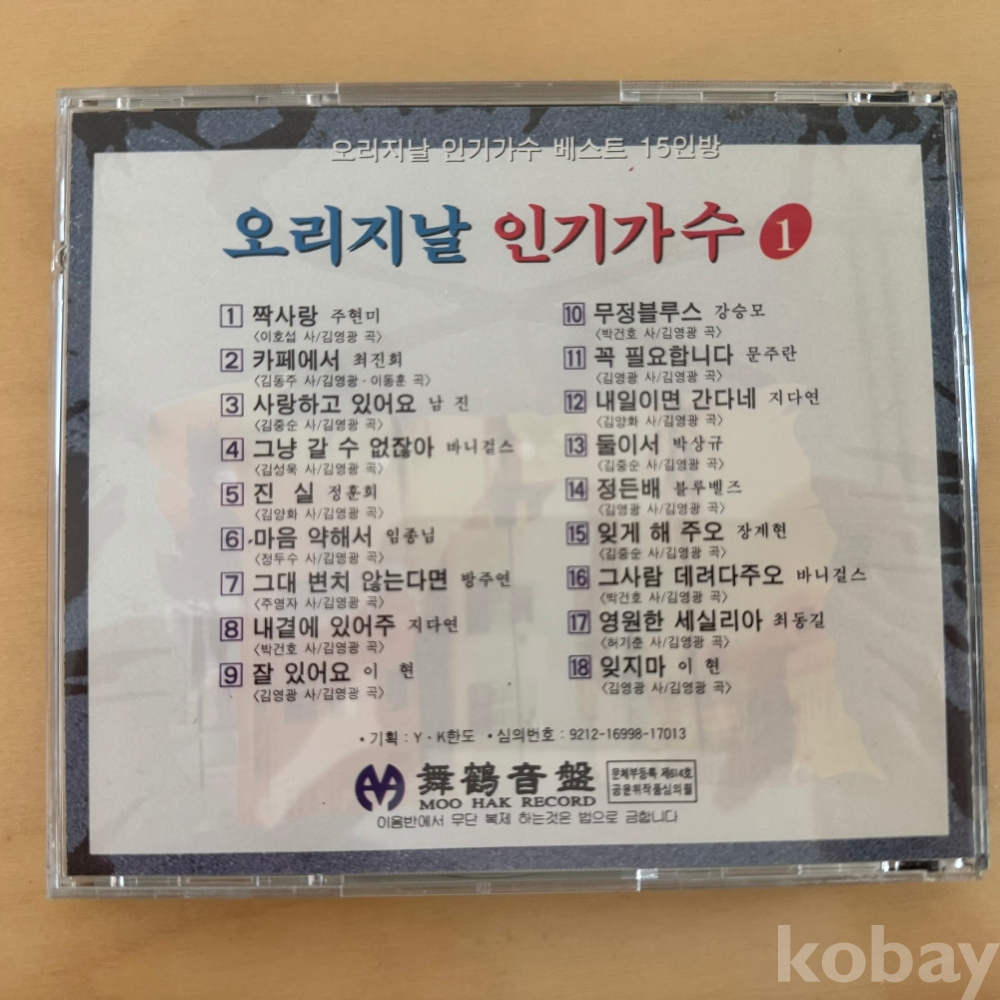 오리지날 인기가수 베스트 15인방
오리지날 인기가수 1
1 짝사랑 주현미
〈이호섭 사/김영광 곡〉
2 카페에서 최진희
〈김동주 사/김영광·이동훈 곡〉
3 사랑하고 있어요 남 진
〈김중순 사/김영광 곡〉
4 그냥 갈 수 없잖아 바니걸스
〈김성욱 사/김영광 곡〉
5 진 실 정훈희
〈김양화 사/김영광 곡〉
6 마음 약해서 임종님
〈정두수 사/김영광 곡〉
7 그대 변치 않는다면 방주연
〈주영자 사/김영광 곡〉
8 내곁에 있어주 지다연
〈박건호 사/김영광 곡〉
9 잘 있어요 이 현
〈김영광 사/김영광 곡〉
10 무정블루스 강승모
〈박건호 사/김영광 곡〉
11 꼭 필요합니다 문주란
〈김영광 사/김영광 곡〉
12 내일이면 간다네 지다연
〈김양화 사/김영광 곡〉
13 둘이서 박상규
〈김중순 사/김영광 곡〉
14 정든배 블루벨즈
〈김영광 사/김영광 곡〉
15 잊게 해 주오 장계현
〈김중순 사/김영광 곡〉
16 그사람 데려다주오 바니걸스
〈박건호 사/김영광 곡〉
17 영원한 세실리아 최동길
〈허기춘 사/김영광 곡〉
18 잊지마 이 현
〈김영광 사/김영광 곡〉
•기획 : Y·K한도 •심의번호 : 9212-16998-17013
舞鶴音盤
MOO HAK RECORD
문체부등록 제614호
공윤위작품심의필
이음반에서 무단 복제 하는것은 법으로 금합니다
kobay